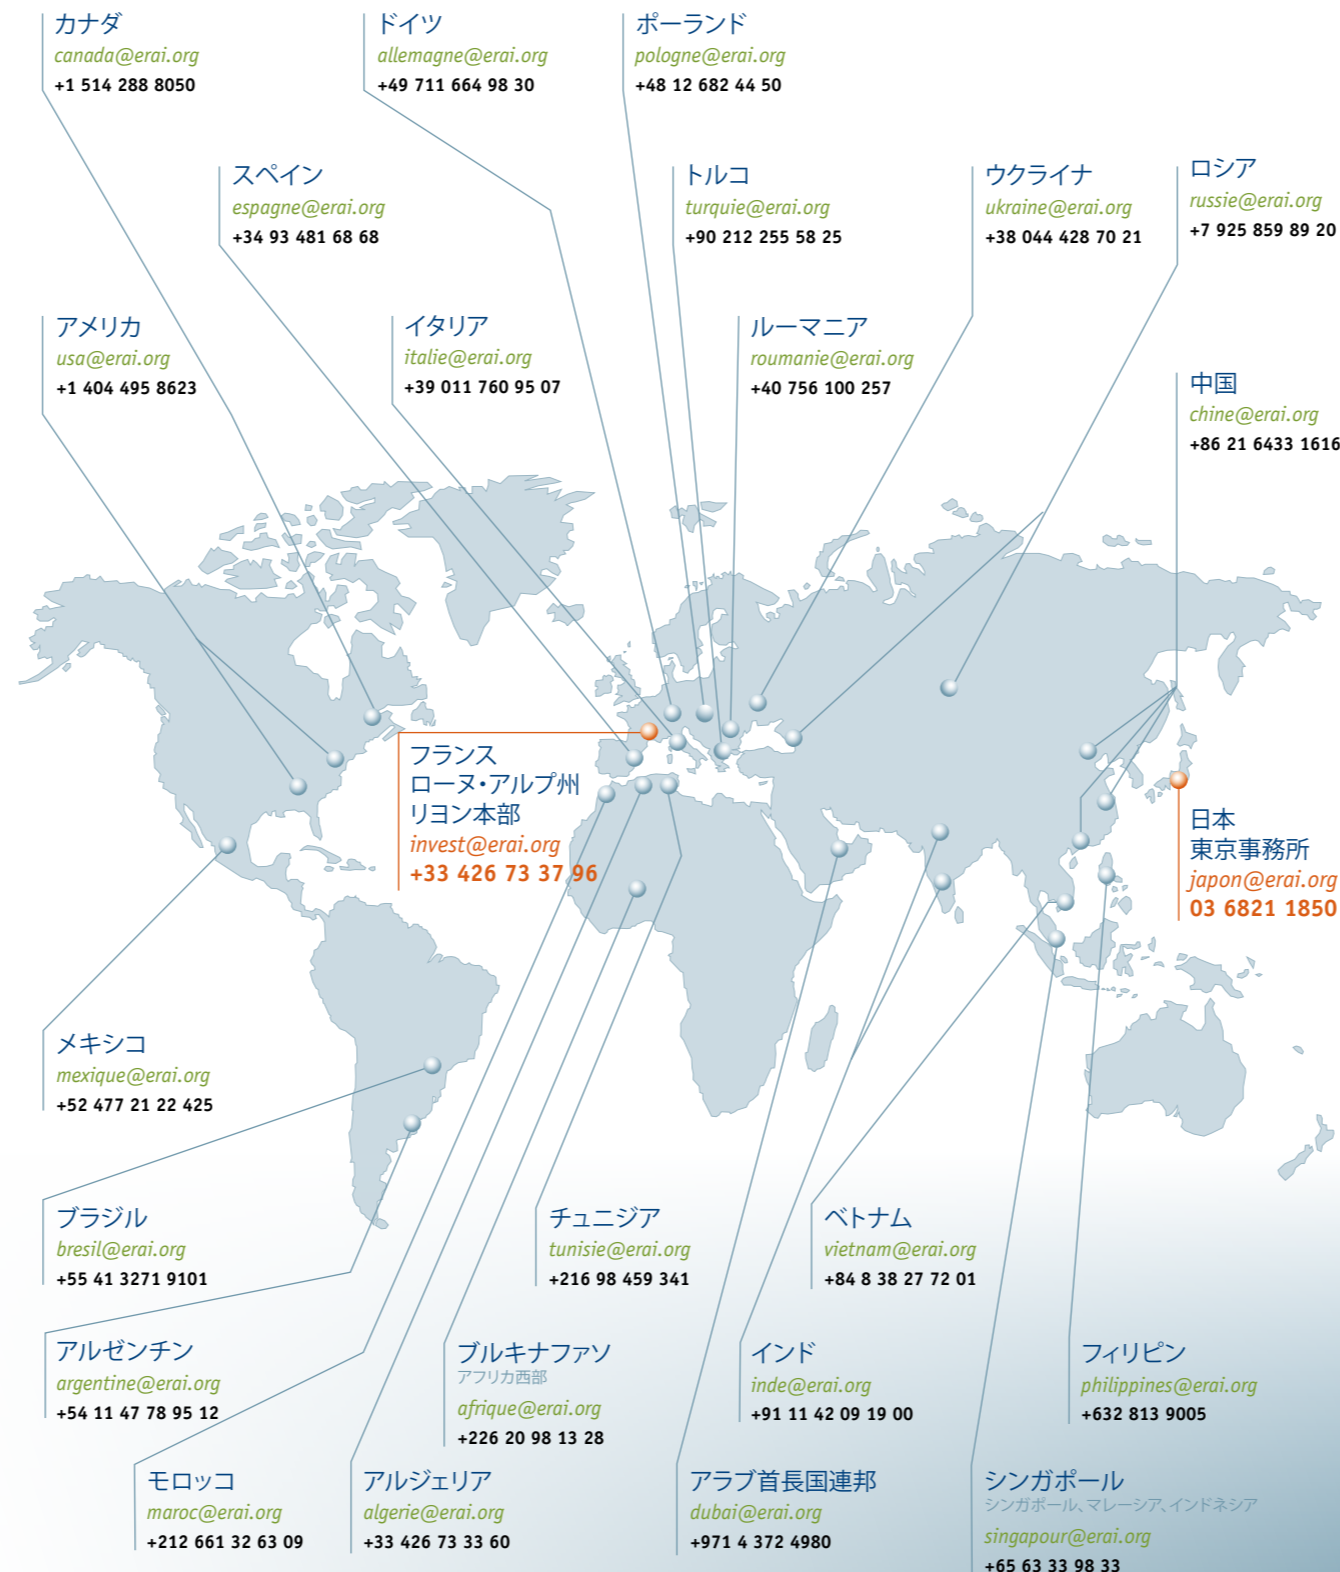 カナダ
canada@erai.org
+1 514 288 8050
ドイツ
allemagne@erai.org
+49 711 664 98 30
ポーランド
pologne@erai.org
+48 12 682 44 50
スペイン
espagne@erai.org
+34 93 481 68 68
トルコ
turquie@erai.org
+90 212 255 58 25
ウクライナ
ukraine@erai.org
+38 044 428 70 21
ロシア
russie@erai.org
+7 925 859 89 20
アメリカ
usa@erai.org
+1 404 495 8623
イタリア
italie@erai.org
+39 011 760 95 07
ルーマニア
roumanie@erai.org
+40 756 100 257
中国
chine@erai.org
+86 21 6433 1616
フランス
ローヌ・アルプ州
リヨン本部
invest@erai.org
+33 426 73 37 96
日本
東京事務所
japon@erai.org
03 6821 1850
メキシコ
mexique@erai.org
+52 477 21 22 425
ブラジル
bresil@erai.org
+55 41 3271 9101
チュニジア
tunisie@erai.org
+216 98 459 341
ベトナム
vietnam@erai.org
+84 8 38 27 72 01
アルゼンチン
argentine@erai.org
+54 11 47 78 95 12
ブルキナファソ
アフリカ西部
afrique@erai.org
+226 20 98 13 28
インド
inde@erai.org
+91 11 42 09 19 00
フィリピン
philippines@erai.org
+632 813 9005
モロッコ
maroc@erai.org
+212 661 32 63 09
アルジェリア
algerie@erai.org
+33 426 73 33 60
アラブ首長国連邦
dubai@erai.org
+971 4 372 4980
シンガポール
シンガポール、マレーシア、インドネシア
singapour@erai.org
+65 63 33 98 33